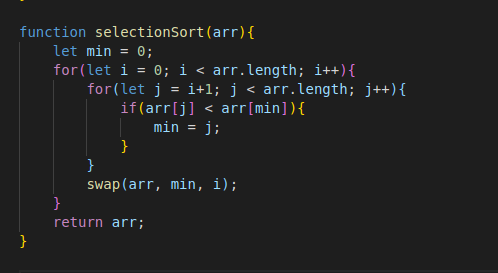 function selectionSort(arr){
    let min = 0;
    for(let i = 0; i < arr.length; i++){
        for(let j = i+1; j < arr.length; j++){
            if(arr[j] < arr[min]){
                min = j;
            }
        }
        swap(arr, min, i);
    }
    return arr;
}